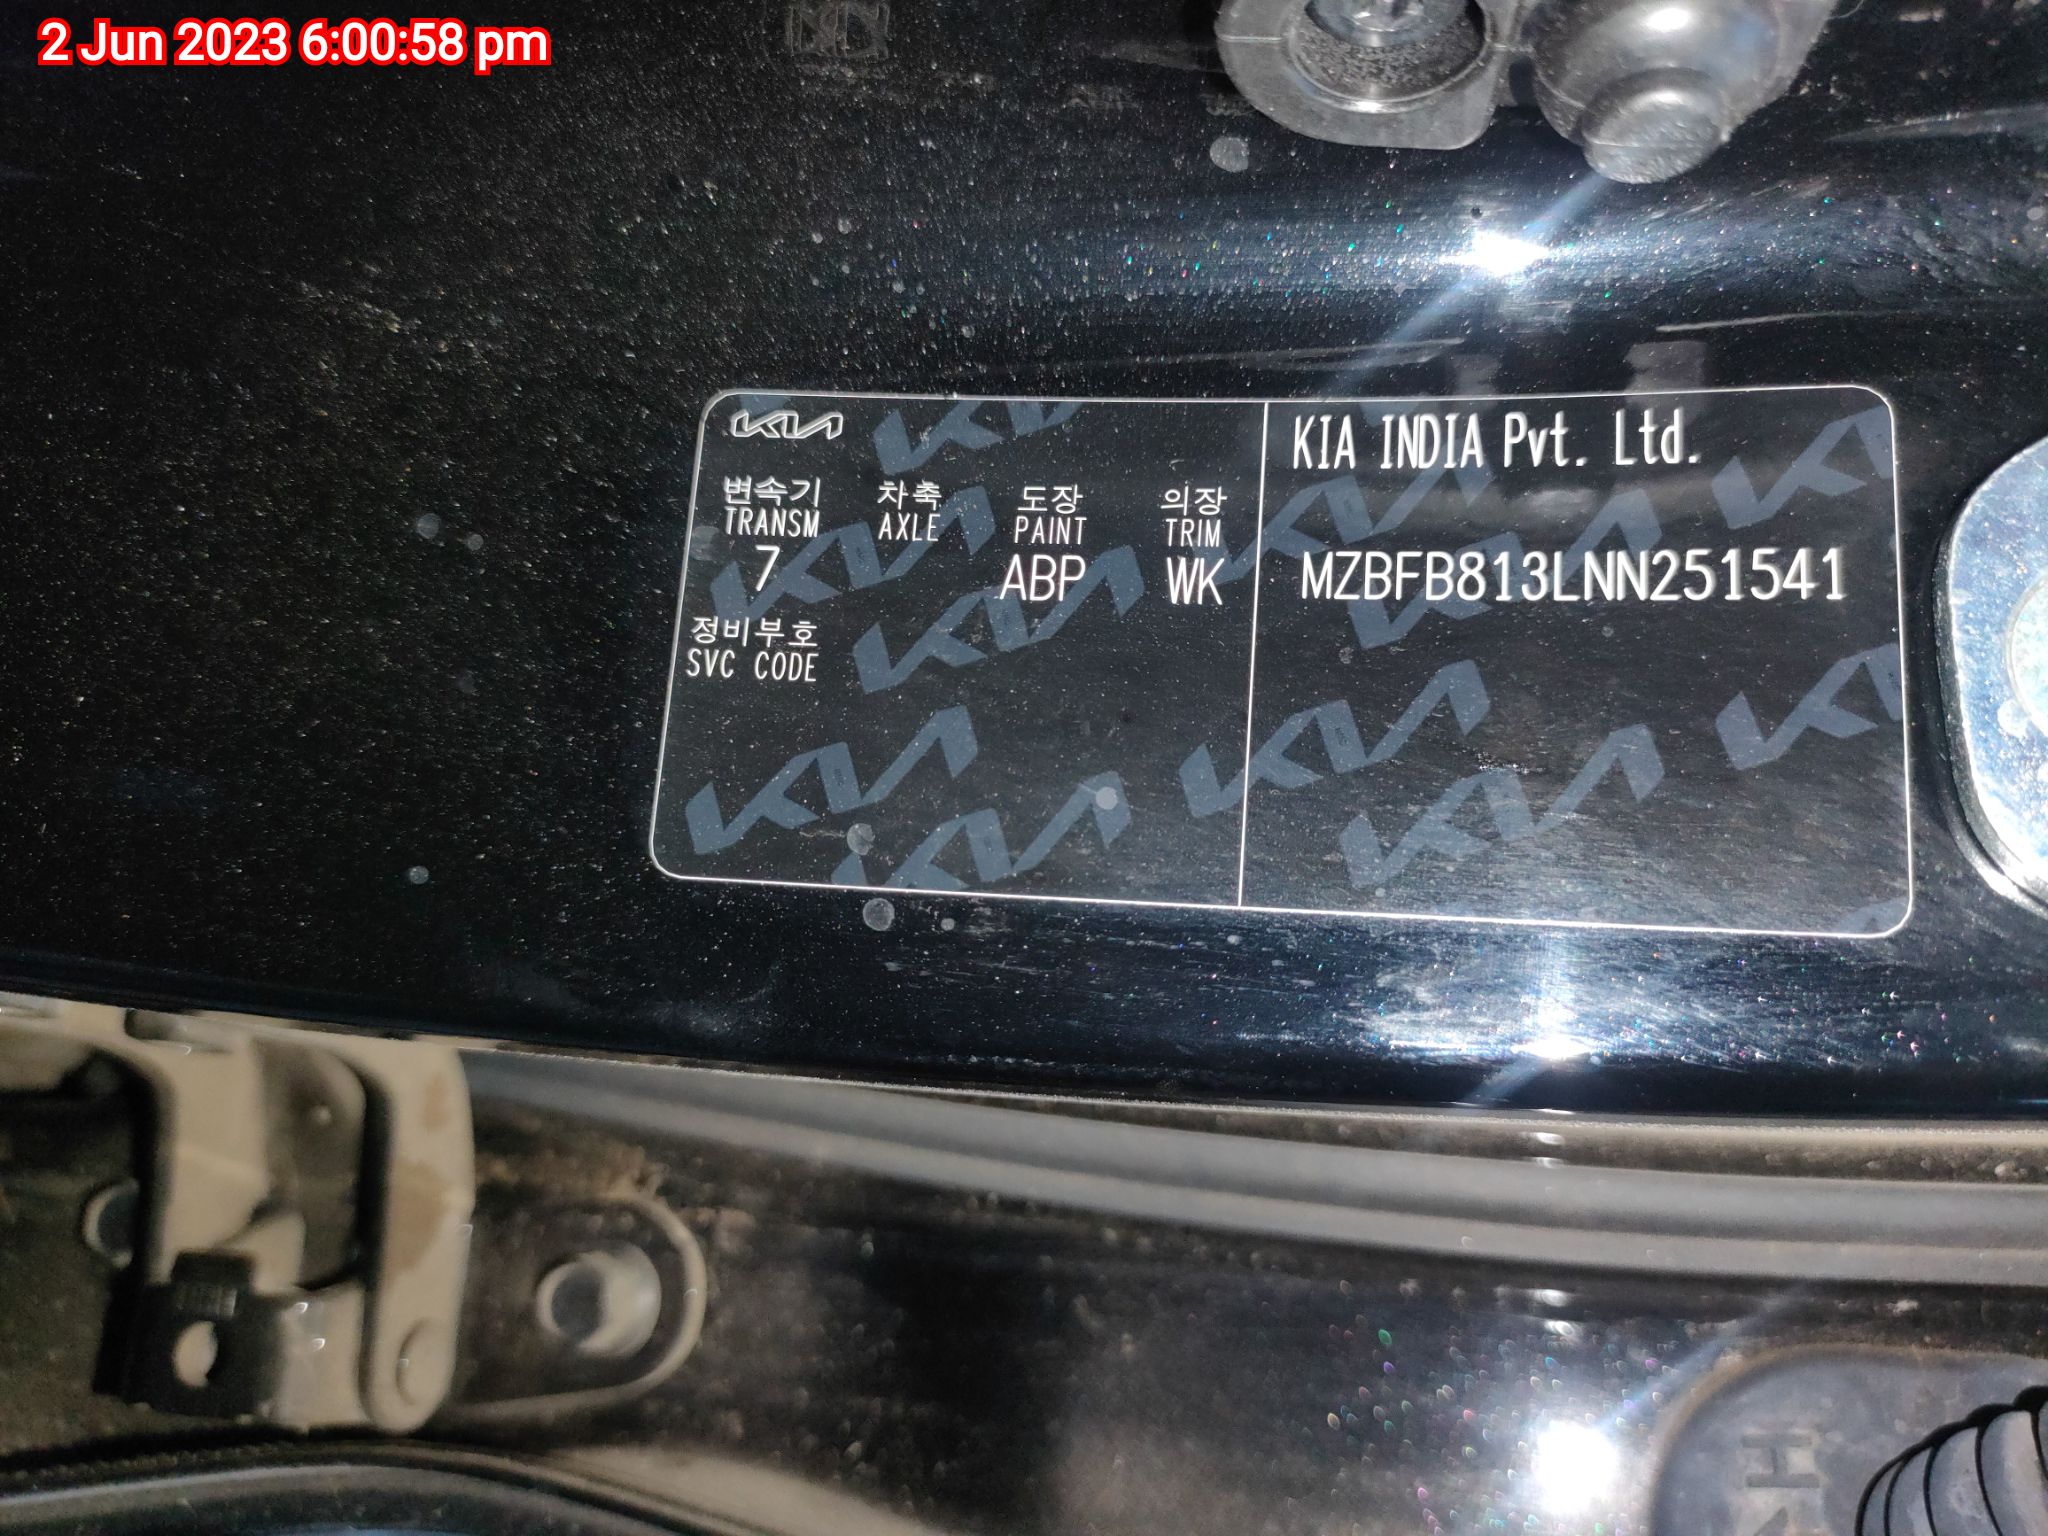 2 Jun 2023 6:00:58 pm
KIA
KIA INDIA Pvt. Ltd.
변속기 차축 도장 의장
TRANSM AXLE PAINT TRIM
7 ABP WK
MZBFB813LNN251541
정비부호
SVC CODE